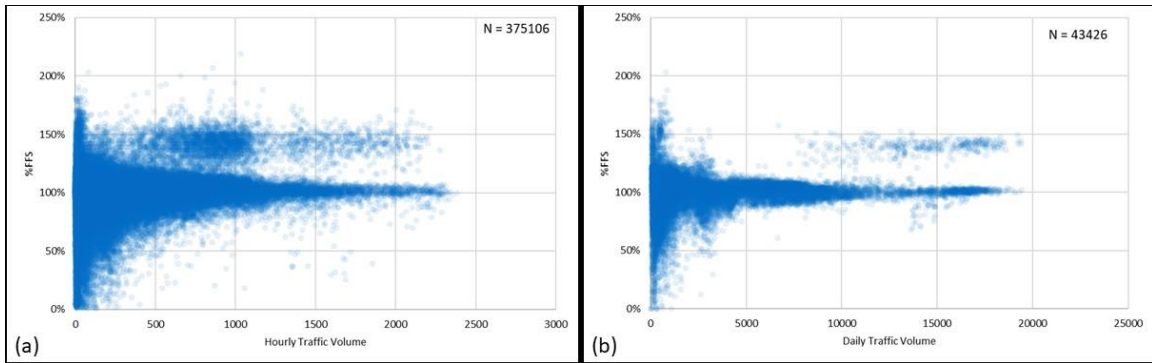 250%
N = 375106
200%
150%
%FFS
100%
50%
0%
0 500 1000 1500 2000 2500 3000
Hourly Traffic Volume
(a)
250%
N = 43426
200%
150%
%FFS
100%
50%
0%
0 5000 10000 15000 20000 25000
Daily Traffic Volume
(b)